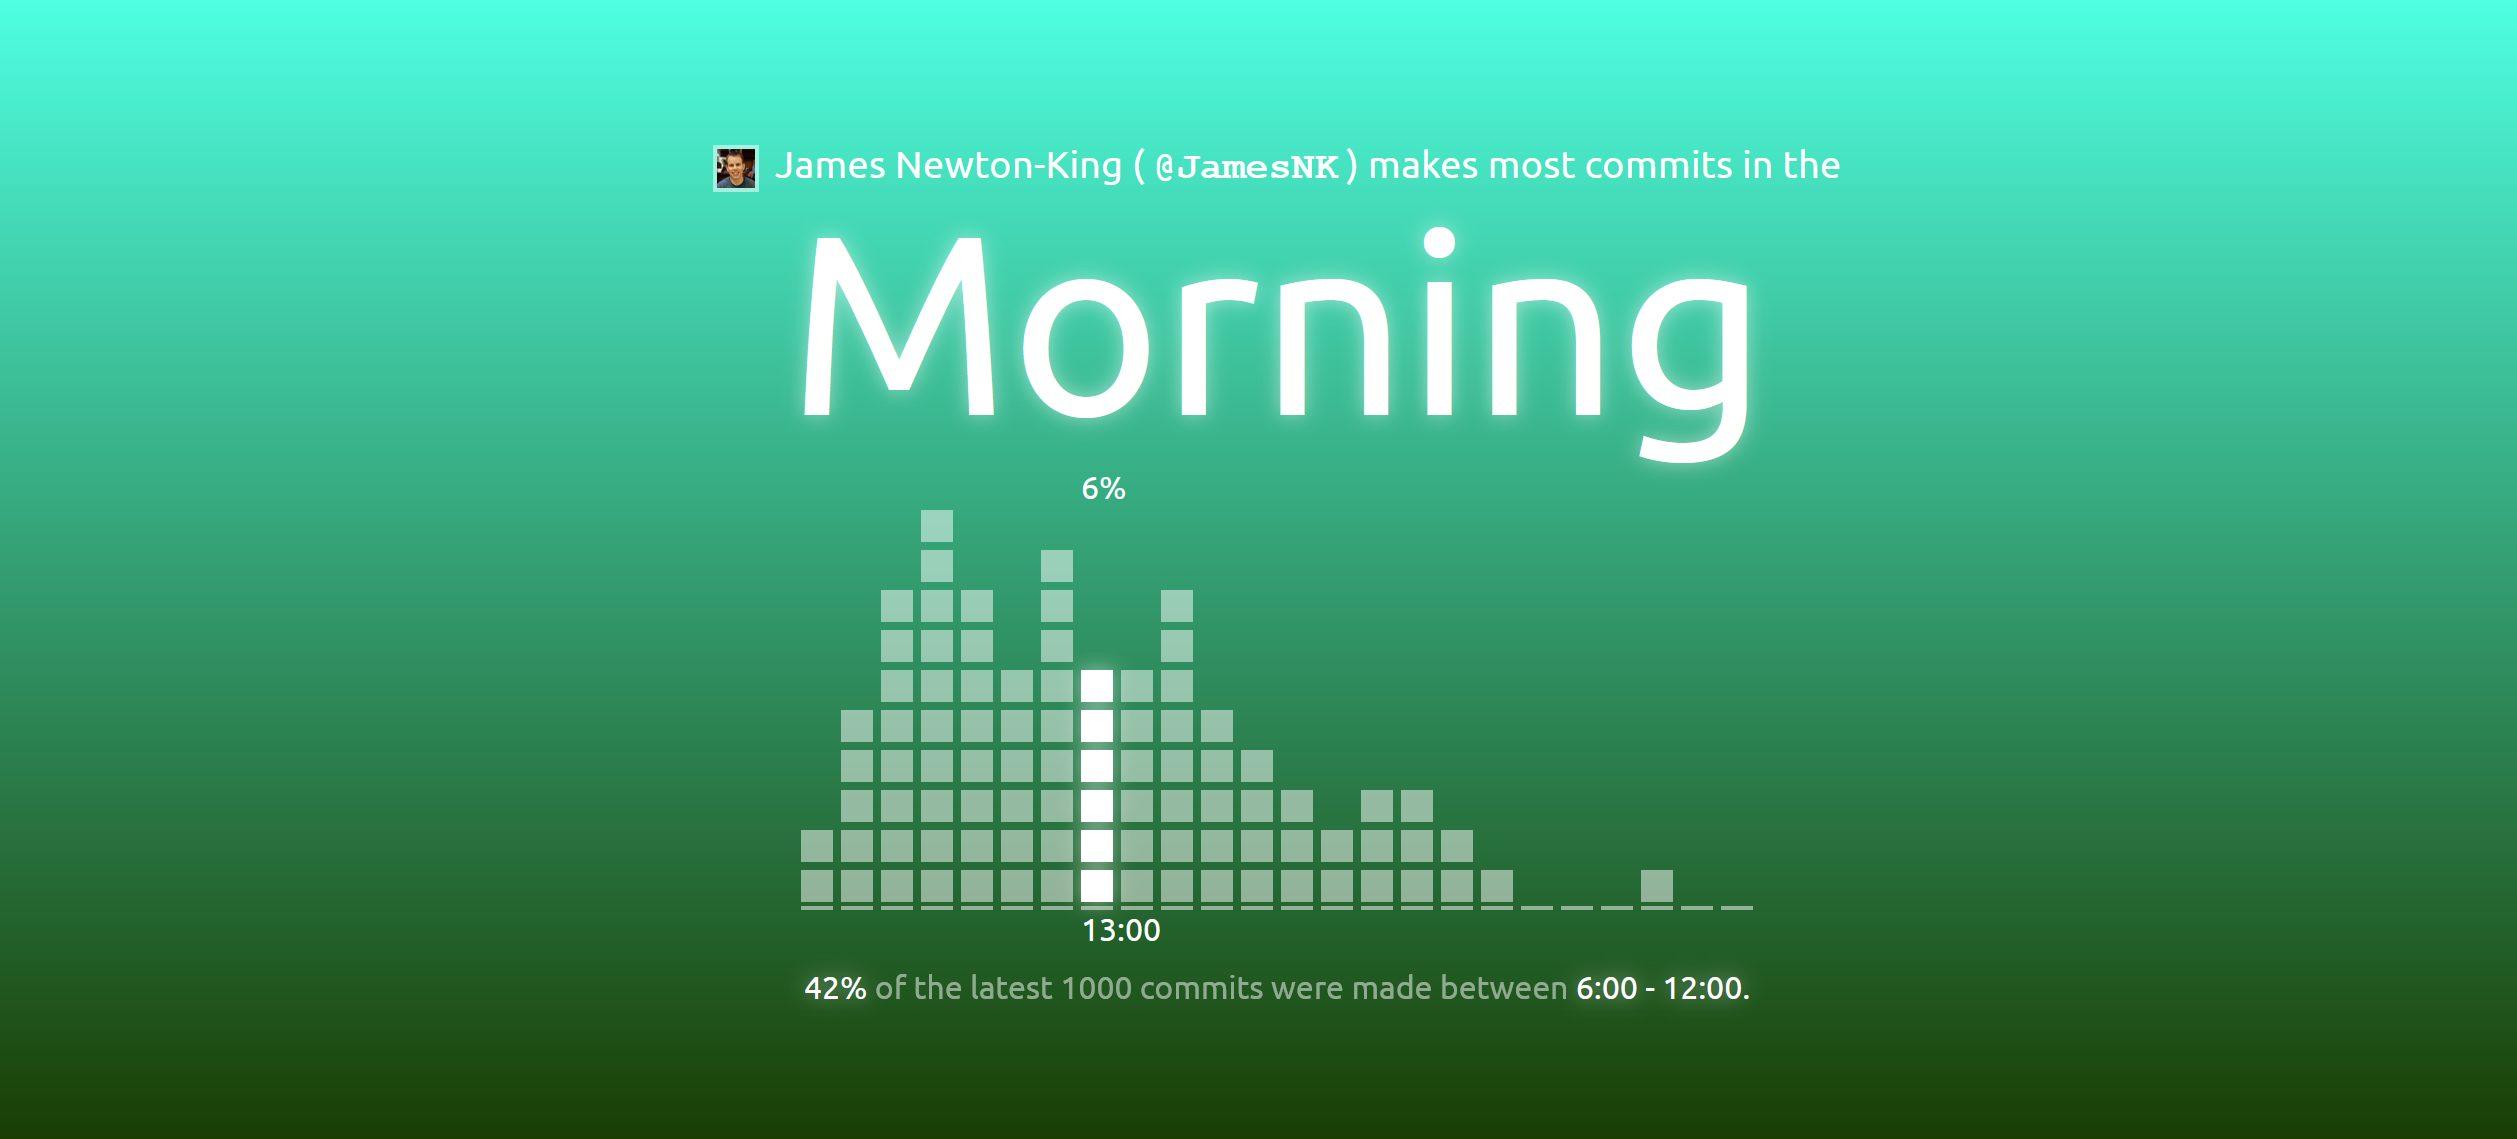 James Newton-King ( @JamesNK ) makes most commits in the
Morning
6%
13:00
42% of the latest 1000 commits were made between 6:00 - 12:00.